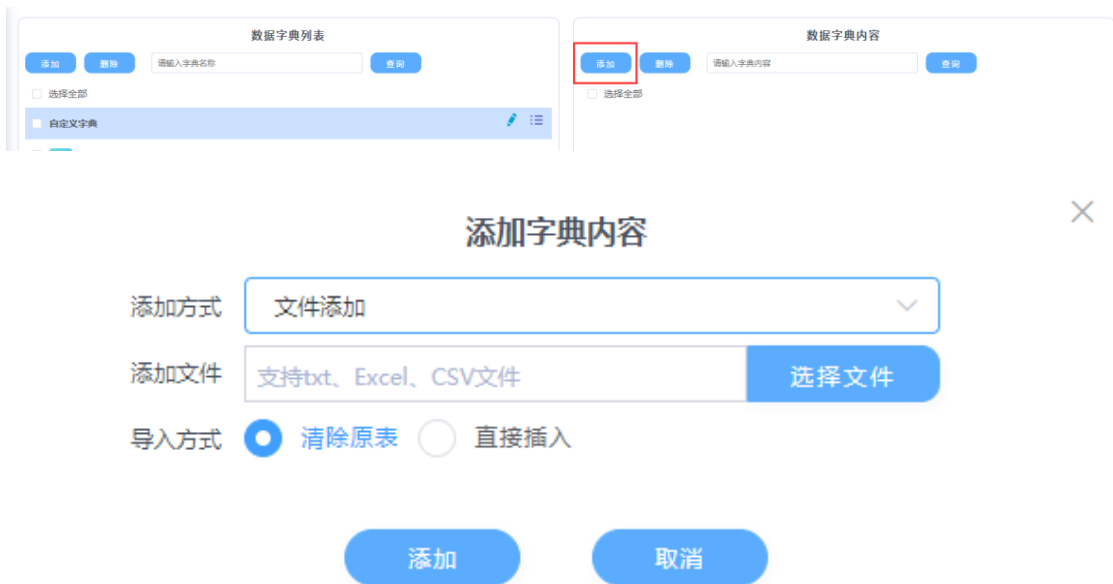 数据字典列表
添加 删除 请输入字典名称 查询
选择全部
自定义字典
数据字典内容
添加 删除 请输入字典内容 查询
选择全部
添加字典内容
添加方式 文件添加
添加文件 支持txt、Excel、CSV文件 选择文件
导入方式 清除原表 直接插入
添加 取消